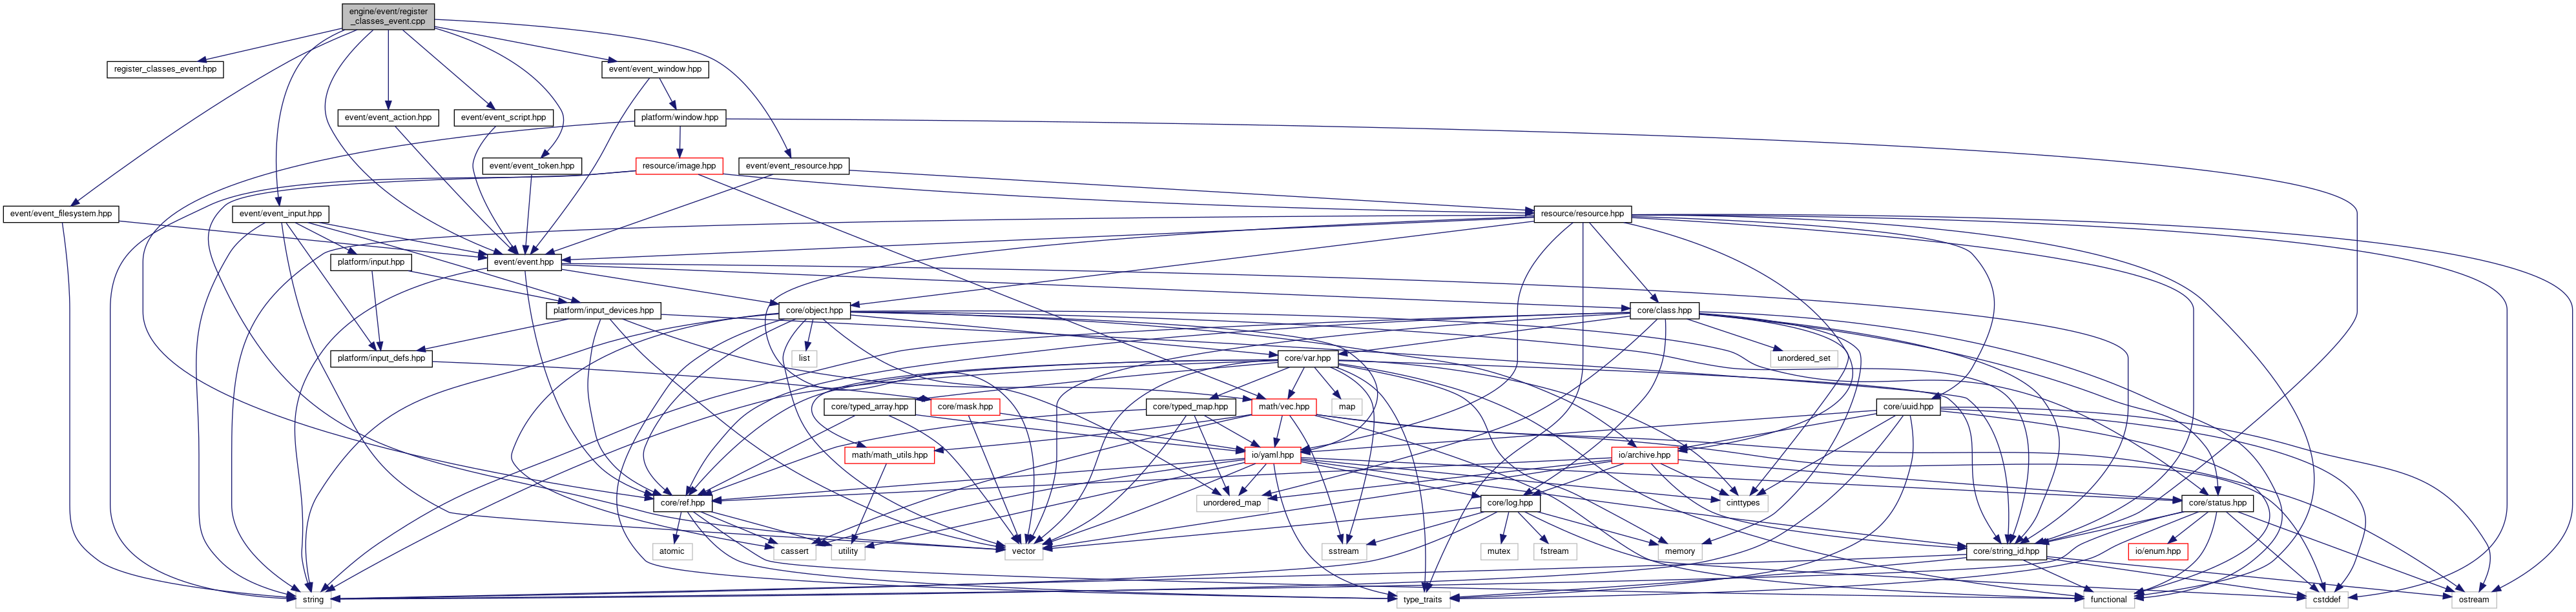 engine/event/register
_classes_event.cpp
register_classes_event.hpp
event/event_window.hpp
event/event_action.hpp
event/event_script.hpp
platform/window.hpp
event/event_token.hpp
resource/image.hpp
event/event_resource.hpp
event/event_filesystem.hpp
event/event_input.hpp
resource/resource.hpp
platform/input.hpp
event/event.hpp
platform/input_devices.hpp
core/object.hpp
core/class.hpp
platform/input_defs.hpp
list
core/var.hpp
unordered_set
core/typed_array.hpp
core/mask.hpp
core/typed_map.hpp
math/vec.hpp
map
core/uuid.hpp
math/math_utils.hpp
io/yaml.hpp
io/archive.hpp
core/ref.hpp
unordered_map
core/log.hpp
cinttypes
core/status.hpp
atomic
cassert
utility
vector
sstream
mutex
fstream
memory
core/string_id.hpp
io/enum.hpp
string
type_traits
functional
cstddef
ostream